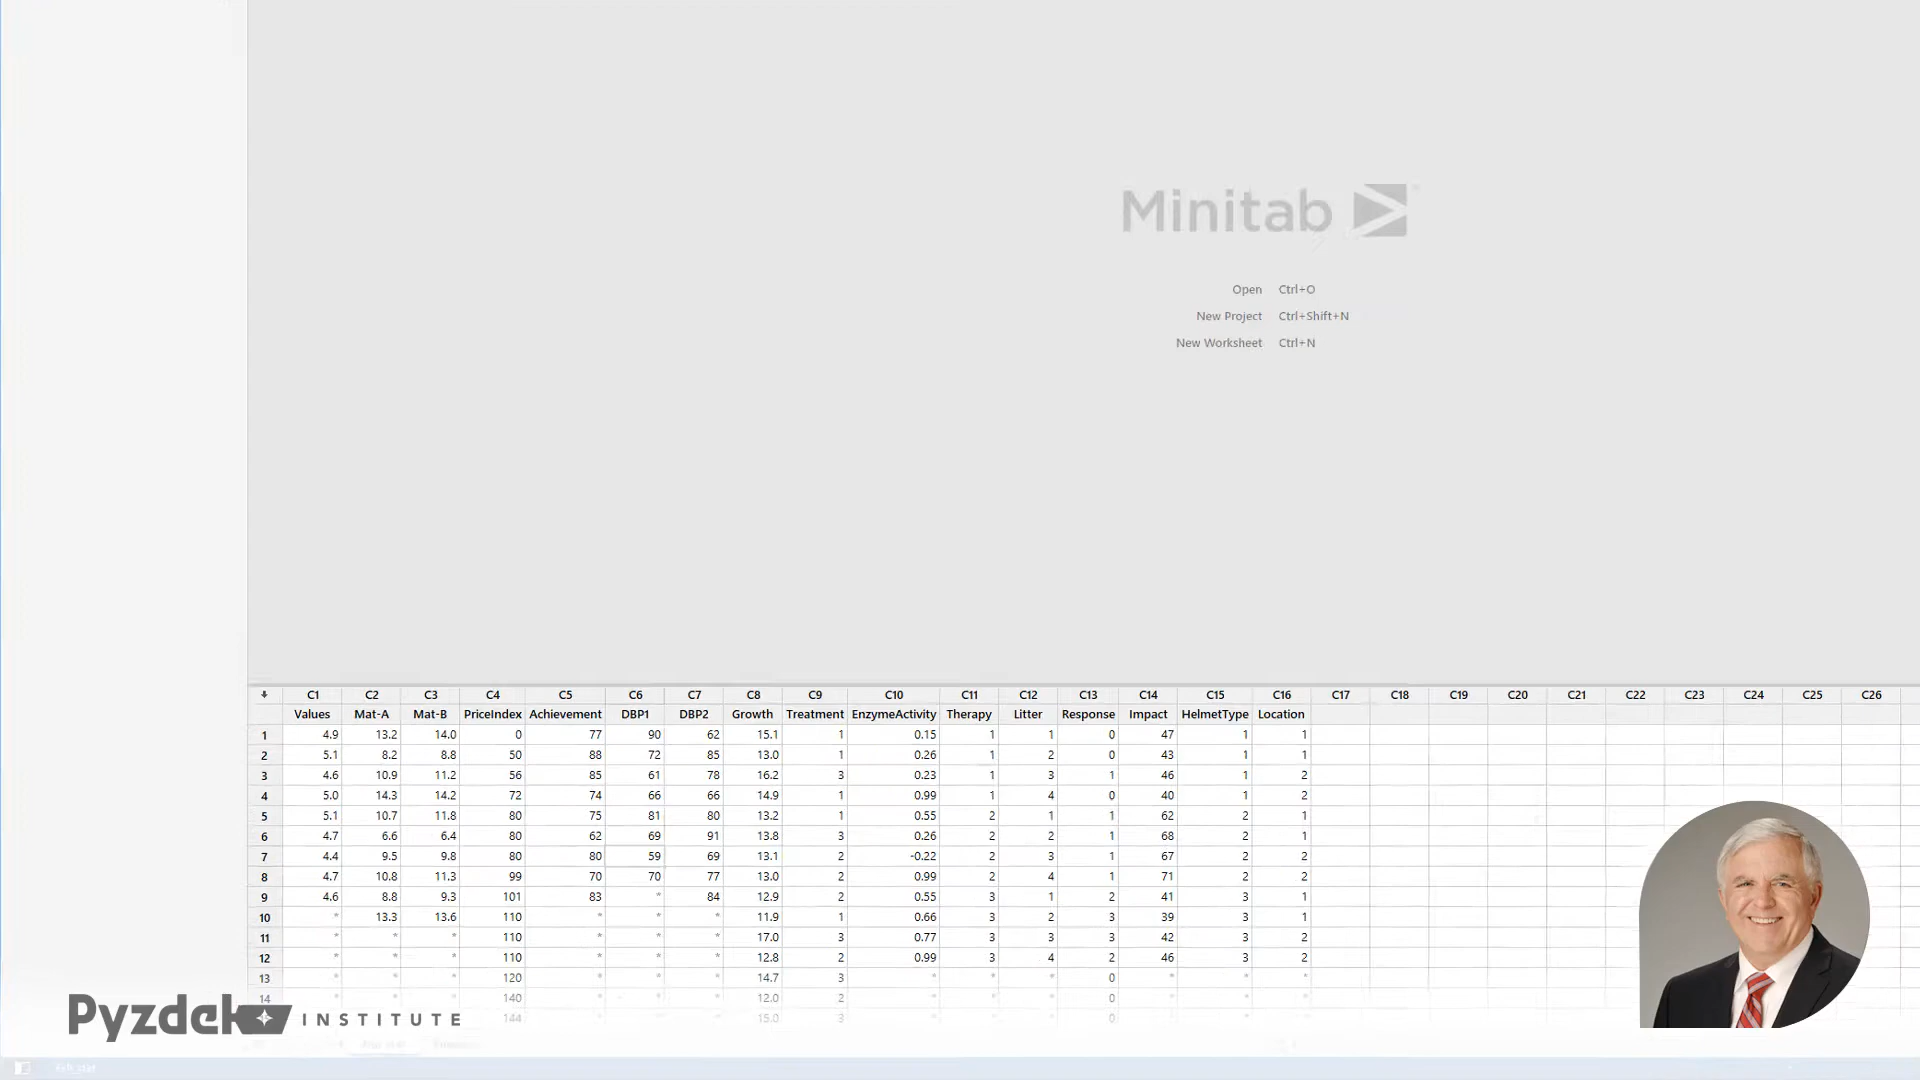 Minitab
Open Ctrl+O
New Project Ctrl+Shift+N
New Worksheet Ctrl+N
C1 C2 C3 C4 C5 C6 C7 C8 C9 C10 C11 C12 C13 C14 C15 C16 C17 C18 C19 C20 C21 C22 C23 C24 C25 C26
Values Mat-A Mat-B PriceIndex Achievement DBP1 DBP2 Growth Treatment EnzymeActivity Therapy Litter Response Impact HelmetType Location
1 4.9 13.2 14.0 0 77 90 62 15.1 1 0.15 1 1 0 47 1 1
2 5.1 8.2 8.8 50 88 72 85 13.0 1 0.26 1 2 0 43 1 1
3 4.6 10.9 11.2 56 85 61 78 16.2 3 0.23 1 3 1 46 1 2
4 5.0 14.3 14.2 72 74 66 66 14.9 1 0.99 1 4 0 40 1 2
5 5.1 10.7 11.8 80 75 81 80 13.2 1 0.55 2 1 1 62 2 1
6 4.7 6.6 6.4 80 62 69 91 13.8 3 0.26 2 2 1 68 2 1
7 4.4 9.5 9.8 80 80 59 69 13.1 2 -0.22 2 3 1 67 2 2
8 4.7 10.8 11.3 99 70 70 77 13.0 2 0.99 2 4 1 71 2 2
9 4.6 8.8 9.3 101 83 * 84 12.9 2 0.55 3 1 2 41 3 1
10 * 13.3 13.6 110 * * * 11.9 1 0.66 3 2 3 39 3 1
11 * * * 110 * * * 17.0 3 0.77 3 3 3 42 3 2
12 * * * 110 * * * 12.8 2 0.99 3 4 2 46 3 2
13 * * * 120 * * * 14.7 3 * * * 0 * * *
14 * * * 140 * * * 12.0 2 * * * 0 * * *
* * * 144 * * * 15.0 3 * * * 0 * * *
Pyzdek INSTITUTE